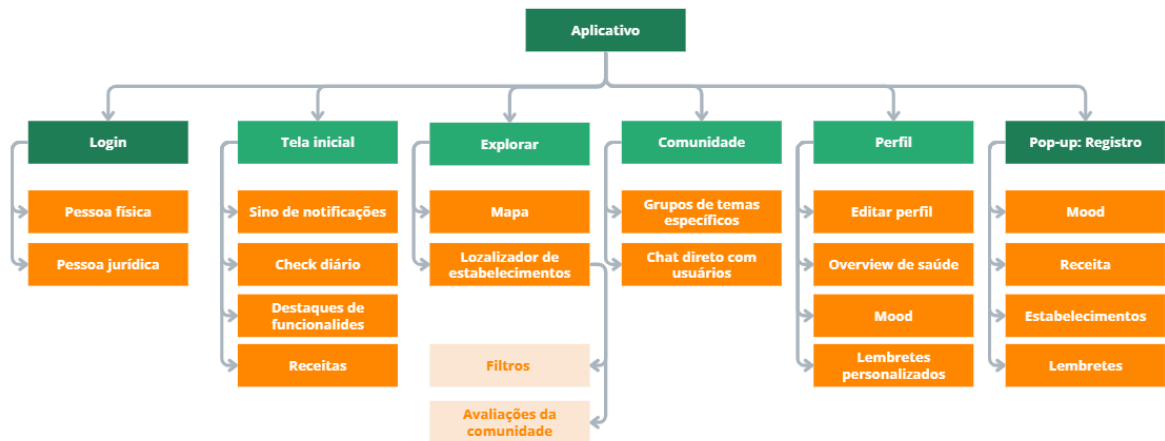 Aplicativo
Login
Tela inicial
Explorar
Comunidade
Perfil
Pop-up: Registro
Pessoa física
Pessoa jurídica
Sino de notificações
Check diário
Destaques de
funcionalides
Receitas
Mapa
Lozalizador de
estabelecimentos
Filtros
Avaliações da
comunidade
Grupos de temas
específicos
Chat direto com
usuários
Editar perfil
Overview de saúde
Mood
Lembretes
personalizados
Mood
Receita
Estabelecimentos
Lembretes